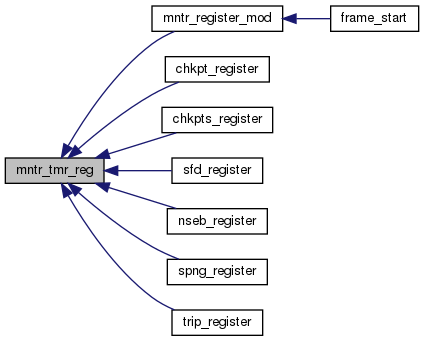 mntr_register_mod
frame_start
chkpt_register
chkpts_register
mntr_tmr_reg
sfd_register
nseb_register
spng_register
trip_register